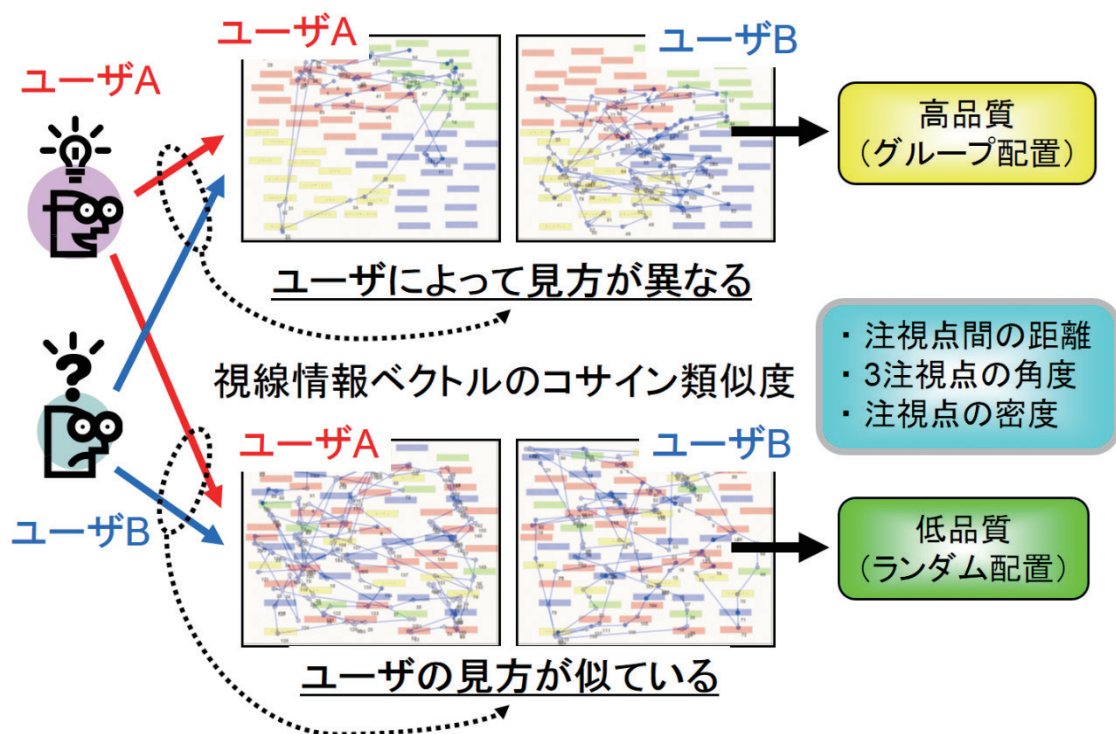 ユーザA
ユーザA
ユーザB
高品質
(グループ配置)
ユーザによって見方が異なる
ユーザB
視線情報ベクトルのコサイン類似度
・注視点間の距離
・3注視点の角度
・注視点の密度
ユーザA
ユーザB
低品質
(ランダム配置)
ユーザの見方が似ている